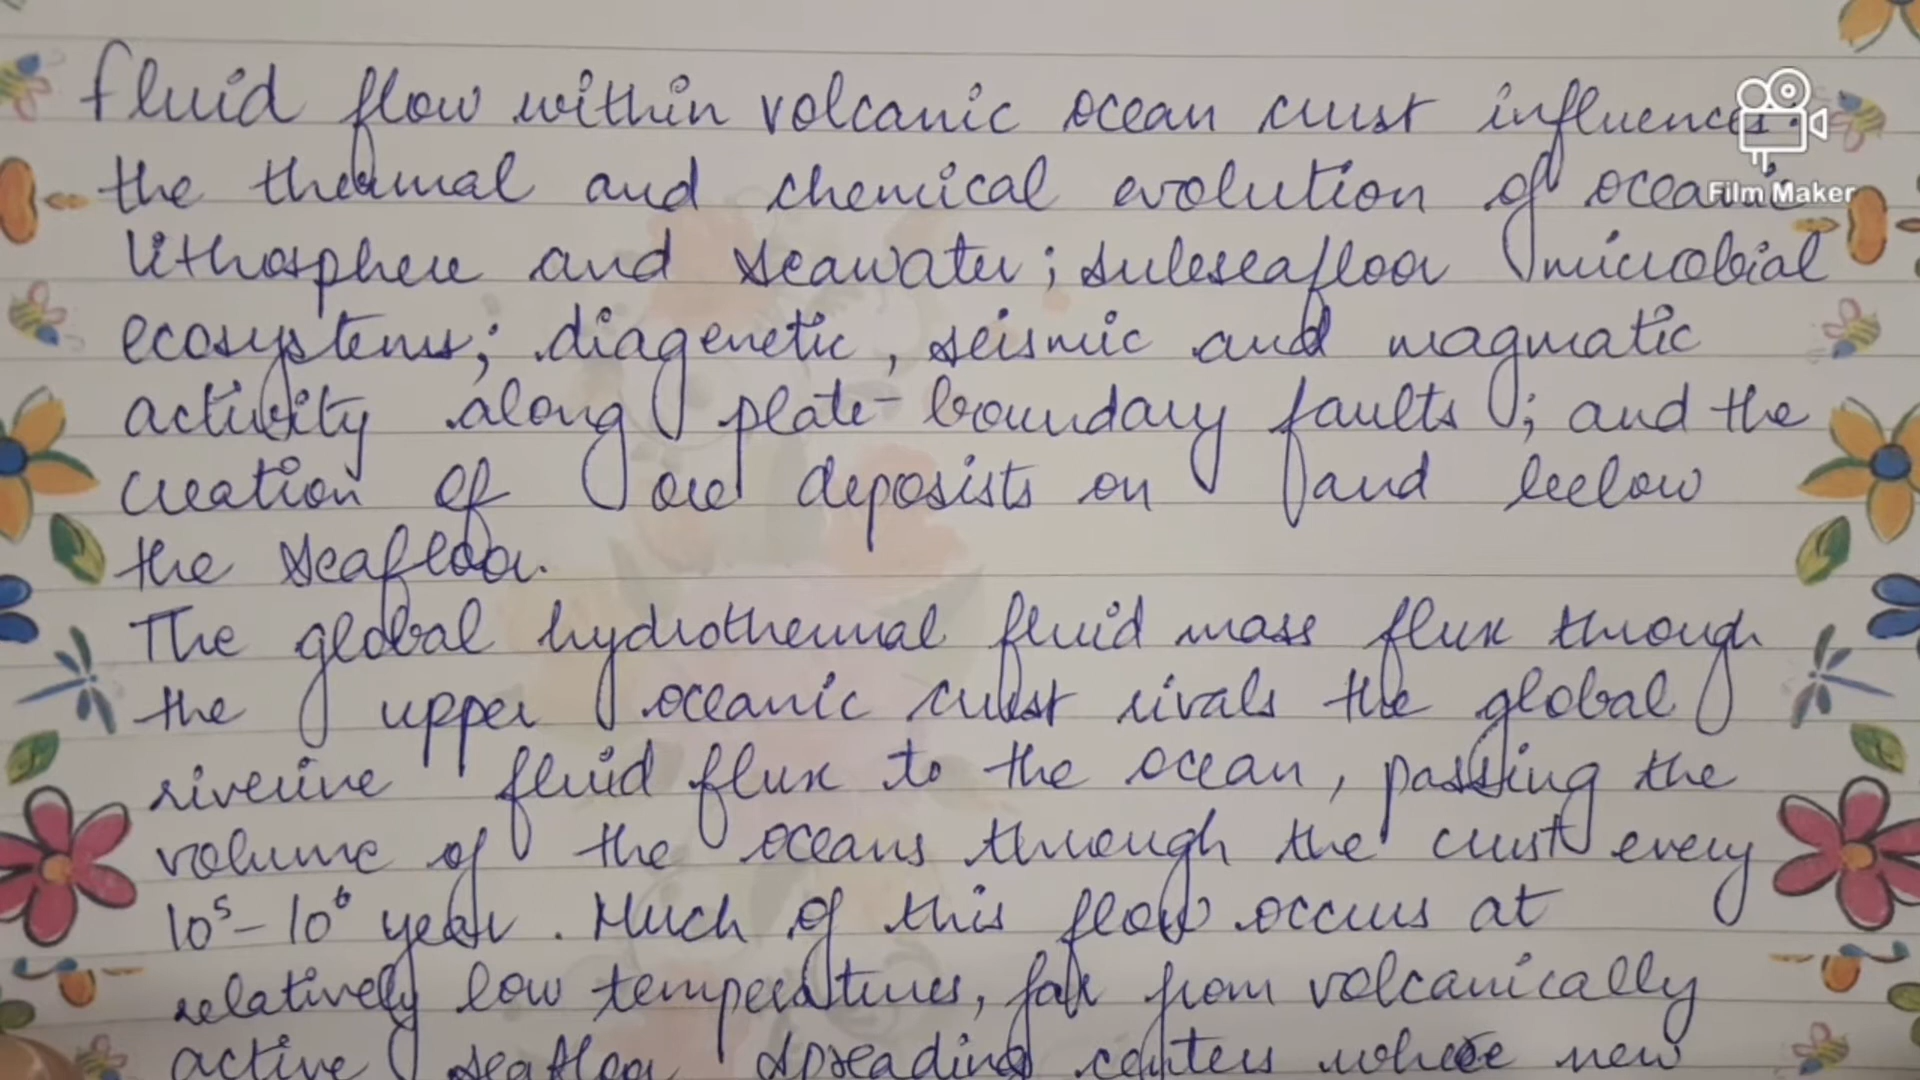 fluid flow within volcanic ocean crust influences
the thermal and chemical evolution of oceanic
lithosphere and seawater; subseafloor microbial
ecosystems; diagenetic, seismic and magmatic
activity along plate-boundary faults; and the
creation of ore deposists on and below
the seafloor.
The global hydrothermal fluid mass flux through
the upper oceanic crust rivals the global
riverine fluid flux to the ocean, passing the
volume of the oceans through the crust every
10⁵-10⁶ year. Much of this flow occurs at
relatively low temperatures, far from volcanically
active seafloor spreading centers where new
Film Maker